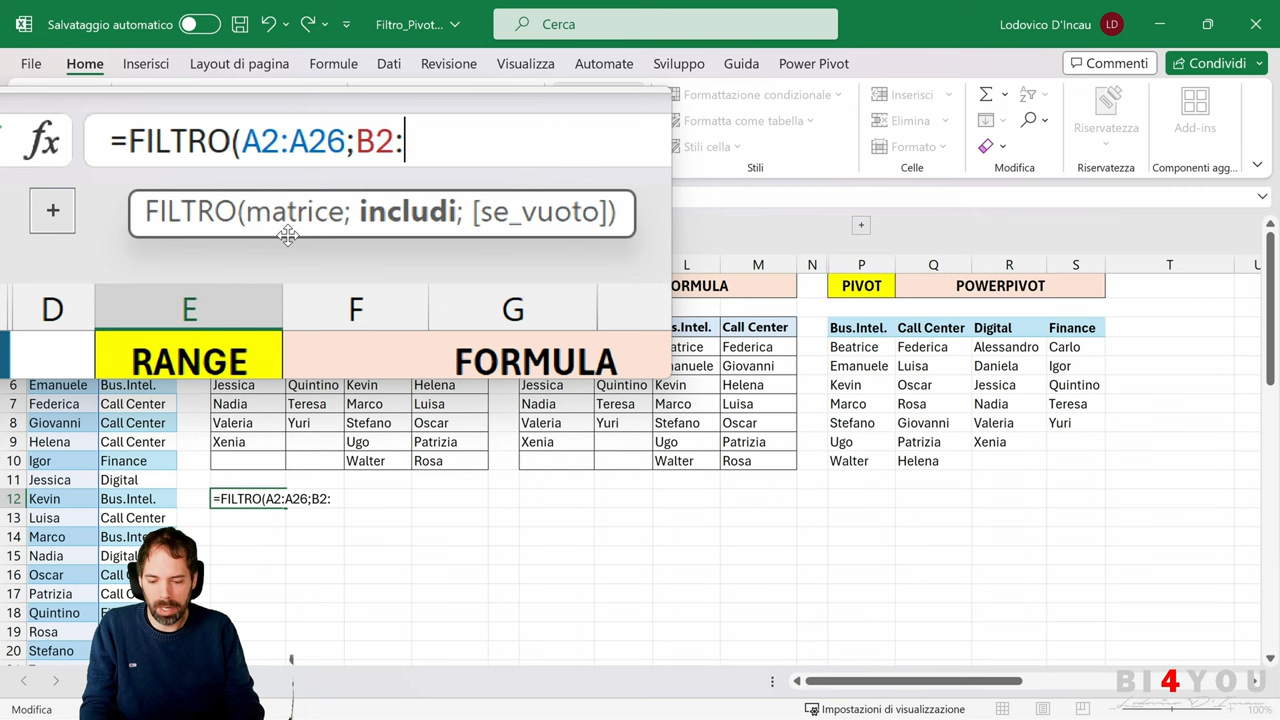 Salvataggio automatico
Filtro_Pivot...
Cerca
Lodovico D'Incau LD
File Home Inserisci Layout di pagina Formule Dati Revisione Visualizza Automate Sviluppo Guida Power Pivot
Commenti Condividi
Formattazione condizionale
Formatta come tabella
Stili cella
Stili
Inserisci
Elimina
Formato
Celle
Modifica
Riservatezza
Riservatezza
Add-ins
Componenti agg...
fx =FILTRO(A2:A26;B2:
FILTRO(matrice; includi; [se_vuoto])
D E F G
RANGE FORMULA
L M N P Q R S T
PIVOT POWERPIVOT
Call Center Bus.Intel. Call Center Digital Finance
Federica Beatrice Federica Alessandro Carlo
Giovanni Emanuele Luisa Daniela Igor
6 Emanuele Bus.Intel. Jessica Quintino Kevin Helena Jessica Quintino Kevin Helena Kevin Oscar Jessica Quintino
7 Federica Call Center Nadia Teresa Marco Luisa Nadia Teresa Marco Luisa Marco Rosa Nadia Teresa
8 Giovanni Call Center Valeria Yuri Stefano Oscar Valeria Yuri Stefano Oscar Stefano Giovanni Valeria Yuri
9 Helena Call Center Xenia Ugo Patrizia Xenia Ugo Patrizia Ugo Patrizia Xenia
10 Igor Finance Walter Rosa Walter Rosa Walter Helena
11 Jessica Digital
12 Kevin Bus.Intel. =FILTRO(A2:A26;B2:
13 Luisa Call Center
14 Marco
15 Nadia
16 Oscar
17 Patrizia
18 Quintino
19 Rosa
20 Stefano
BI4YOU
Lodovico D'Incau
Modifica
Impostazioni di visualizzazione
100%